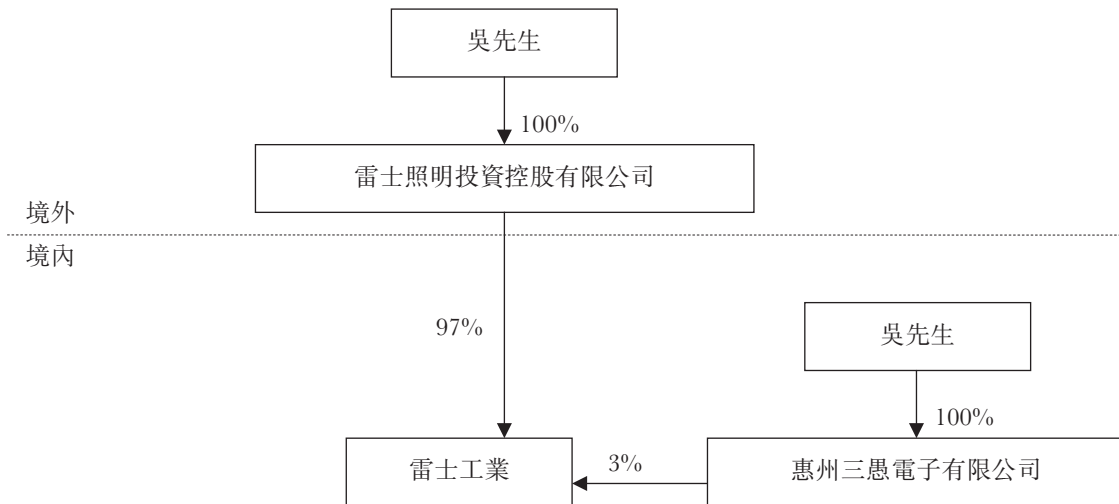 吳先生
100%
雷士照明投資控股有限公司
境外
境內
97%
吳先生
100%
雷士工業
3%
惠州三愚電子有限公司